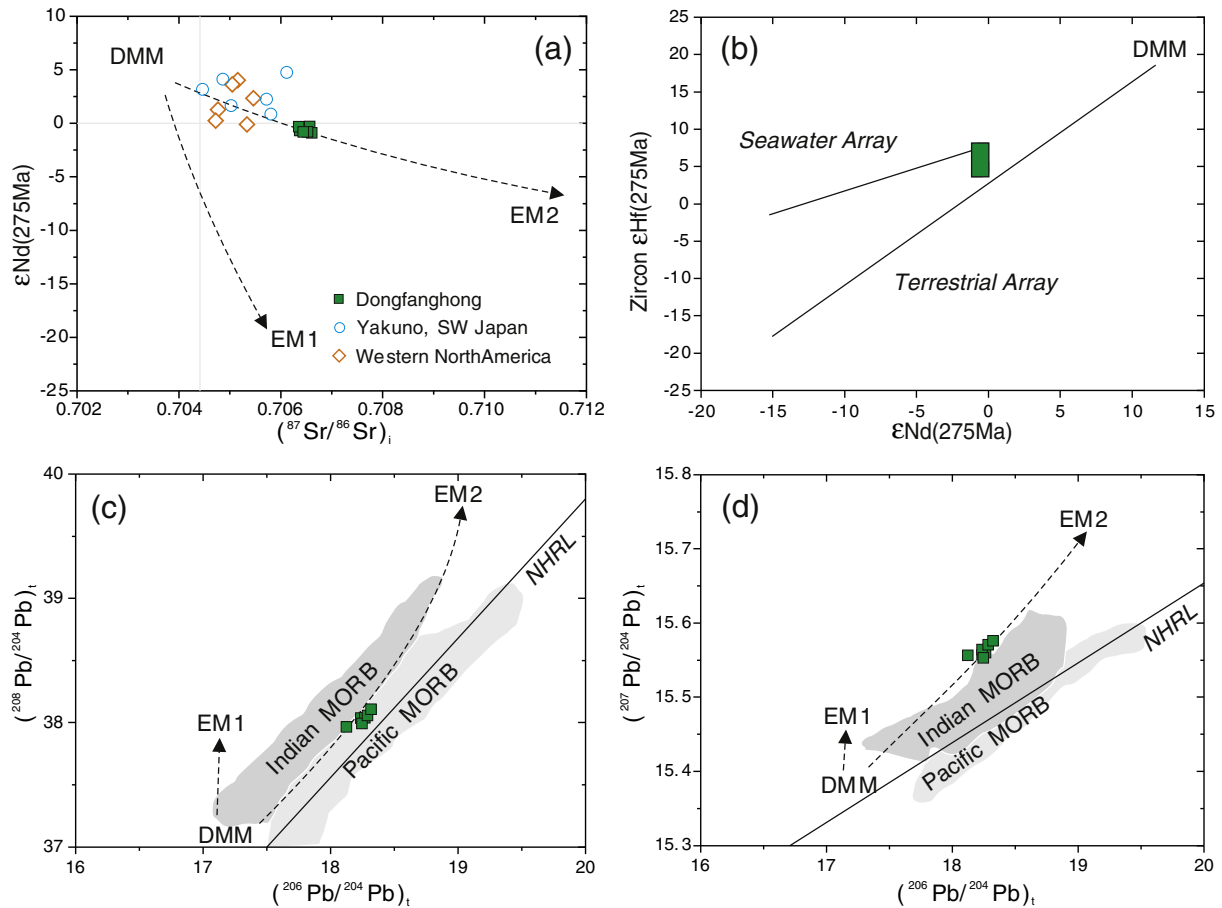 (a)
10
5
0
-5
-10
-15
-20
-25
εNd(275Ma)
DMM
EM2
EM1
Dongfanghong
Yakuno, SW Japan
Western NorthAmerica
0.702 0.704 0.706 0.708 0.710 0.712
(⁸⁷Sr/⁸⁶Sr)ᵢ
(b)
25
20
15
10
5
0
-5
-10
-15
-20
-25
Zircon εHf(275Ma)
DMM
Seawater Array
Terrestrial Array
-20 -15 -10 -5 0 5 10 15
εNd(275Ma)
(c)
40
39
38
37
(²⁰⁸Pb/²⁰⁴Pb)ₜ
EM2
NHRL
Indian MORB
Pacific MORB
EM1
DMM
16 17 18 19 20
(²⁰⁶Pb/²⁰⁴Pb)ₜ
(d)
15.8
15.7
15.6
15.5
15.4
15.3
(²⁰⁷Pb/²⁰⁴Pb)ₜ
EM2
NHRL
Indian MORB
Pacific MORB
EM1
DMM
16 17 18 19 20
(²⁰⁶Pb/²⁰⁴Pb)ₜ